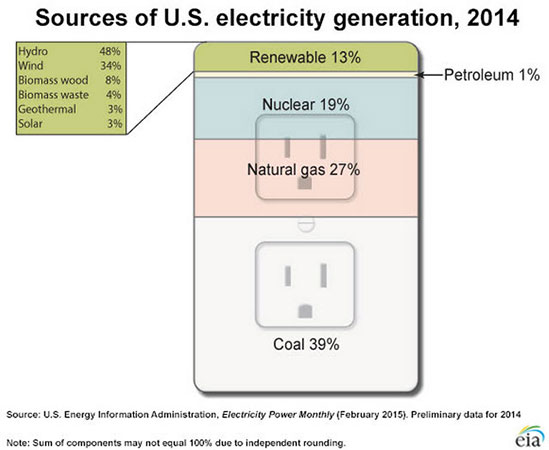 Sources of U.S. electricity generation, 2014
Hydro 48%
Wind 34%
Biomass wood 8%
Biomass waste 4%
Geothermal 3%
Solar 3%
Renewable 13%
Petroleum 1%
Nuclear 19%
Natural gas 27%
Coal 39%
Source: U.S. Energy Information Administration, Electricity Power Monthly (February 2015). Preliminary data for 2014
Note: Sum of components may not equal 100% due to independent rounding.
eia